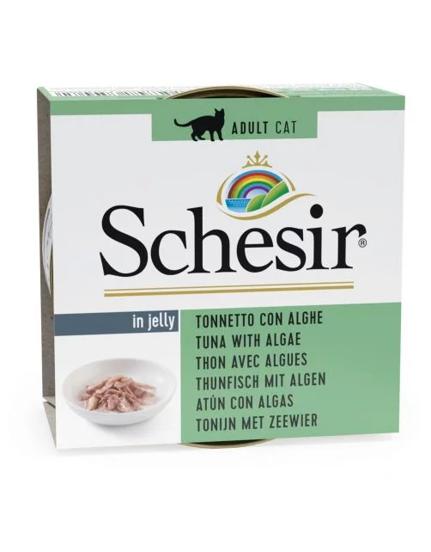 ADULT CAT
Schesir®
in jelly
TONNETTO CON ALGHE
TUNA WITH ALGAE
THON AVEC ALGUES
THUNFISCH MIT ALGEN
ATÚN CON ALGAS
TONIJN MET ZEEWIER